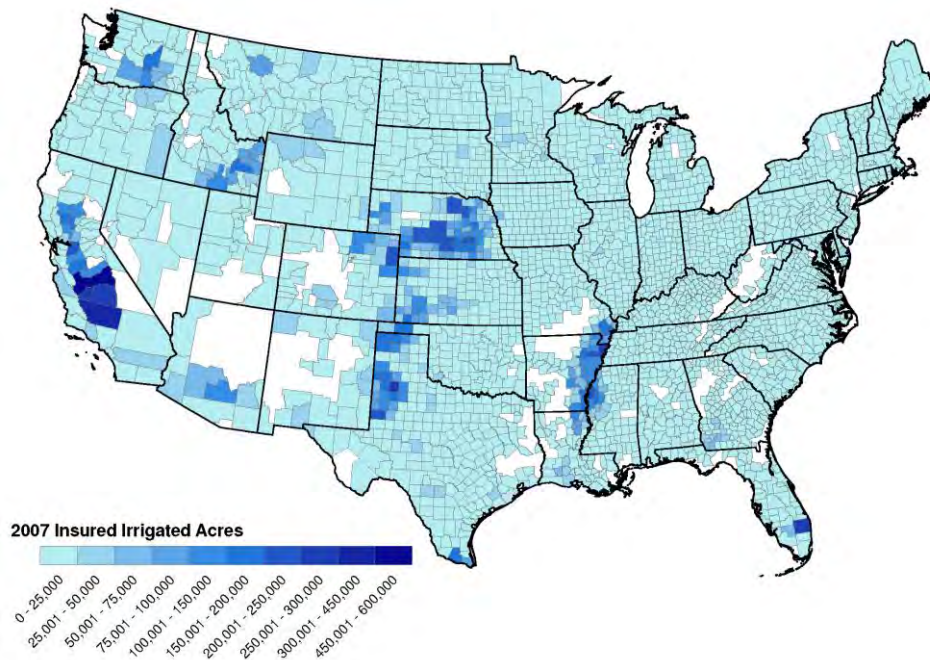 2007 Insured Irrigated Acres
0 - 25,000
25,001 - 50,000
50,001 - 75,000
75,001 - 100,000
100,001 - 150,000
150,001 - 200,000
200,001 - 250,000
250,001 - 300,000
300,001 - 450,000
450,001 - 600,000